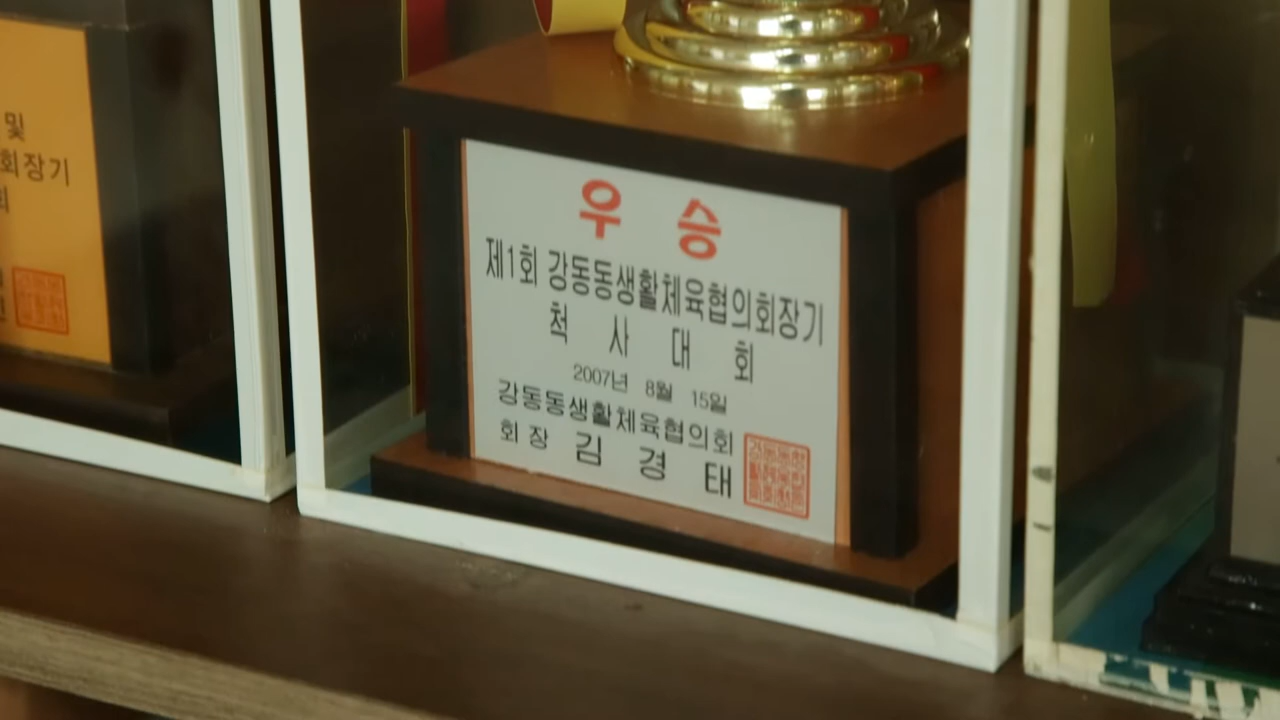 및
회장기
회
우 승
제1회 강동동생활체육협의회장기
척 사 대 회
2007년 8월 15일
강동동생활체육협의회
회장 김 경 태